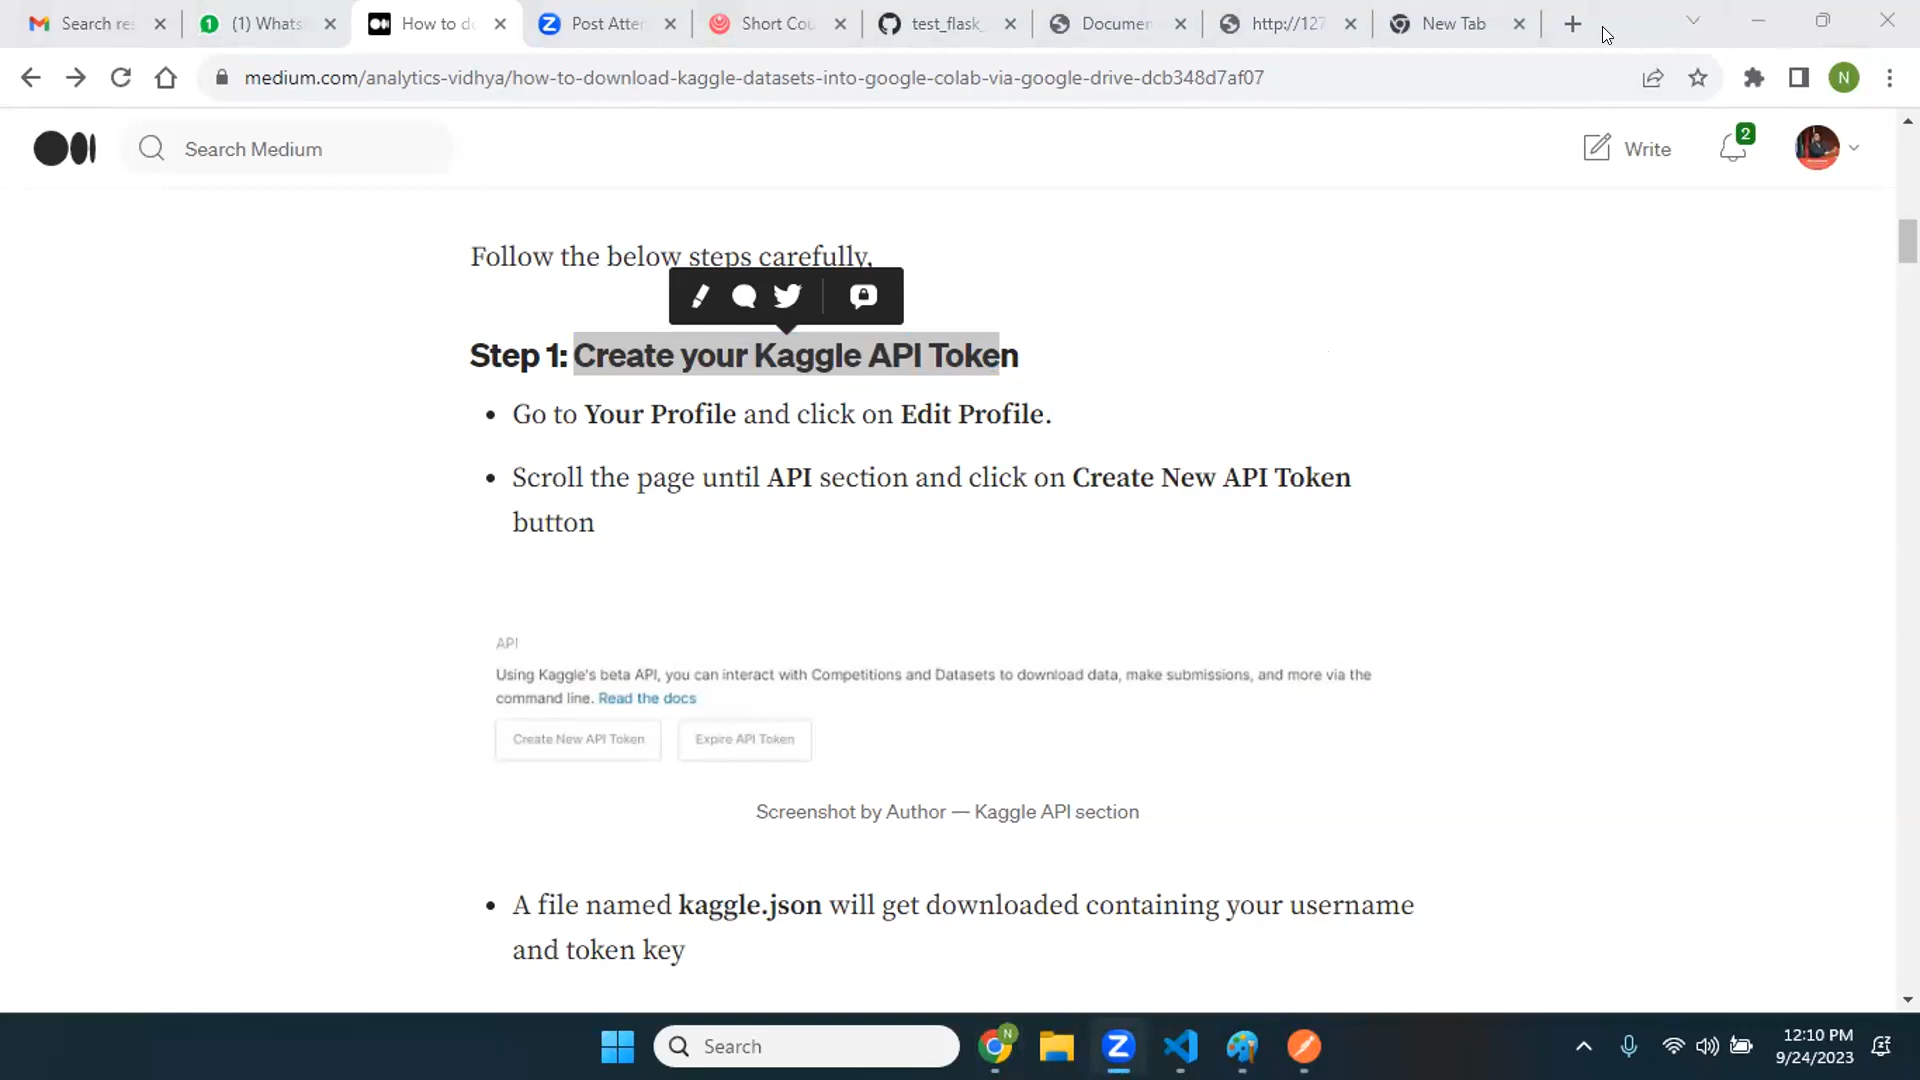 Search re
(1) Whats
How to d
Post Atter
Short Cou
test_flask_
Documen
http://127
New Tab
medium.com/analytics-vidhya/how-to-download-kaggle-datasets-into-google-colab-via-google-drive-dcb348d7af07
N
Search Medium
Write
2
Follow the below steps carefully,
Step 1: Create your Kaggle API Token
• Go to Your Profile and click on Edit Profile.
• Scroll the page until API section and click on Create New API Token
button
API
Using Kaggle's beta API, you can interact with Competitions and Datasets to download data, make submissions, and more via the
command line. Read the docs
Create New API Token
Expire API Token
Screenshot by Author — Kaggle API section
• A file named kaggle.json will get downloaded containing your username
and token key
Search
N
12:10 PM
9/24/2023